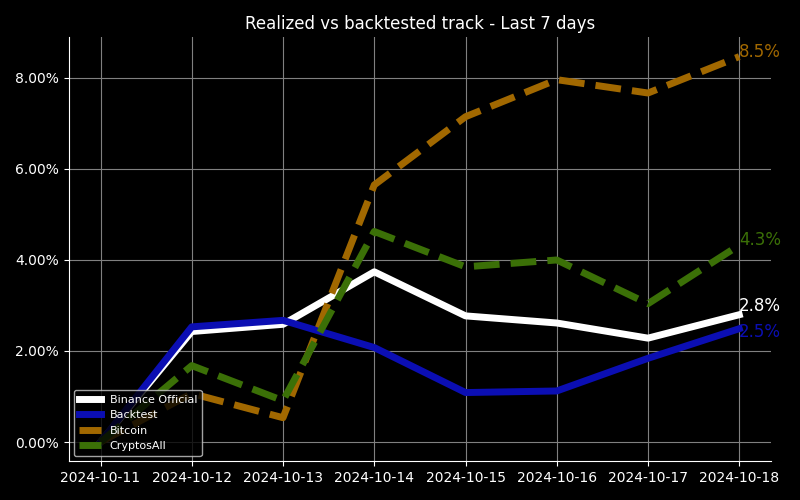 Realized vs backtested track - Last 7 days
8.5%
8.00%
6.00%
4.3%
4.00%
2.8%
2.5%
2.00%
0.00%
Binance Official
Backtest
Bitcoin
CryptosAll
2024-10-11 2024-10-12 2024-10-13 2024-10-14 2024-10-15 2024-10-16 2024-10-17 2024-10-18